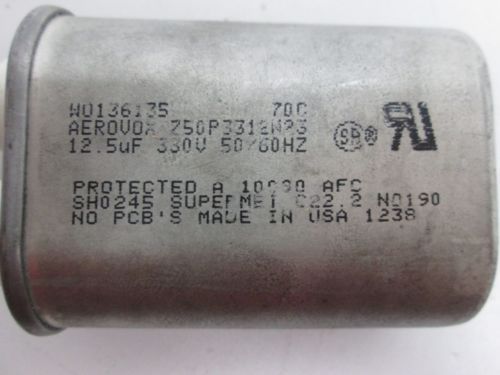 W0136135 70C
AEROVOX Z50P3312NP3
12.5uF 330V 50/60HZ
PROTECTED A 10000 AFC
SH0245 SUPERMET C22.2 NO190
NO PCB'S MADE IN USA 1238